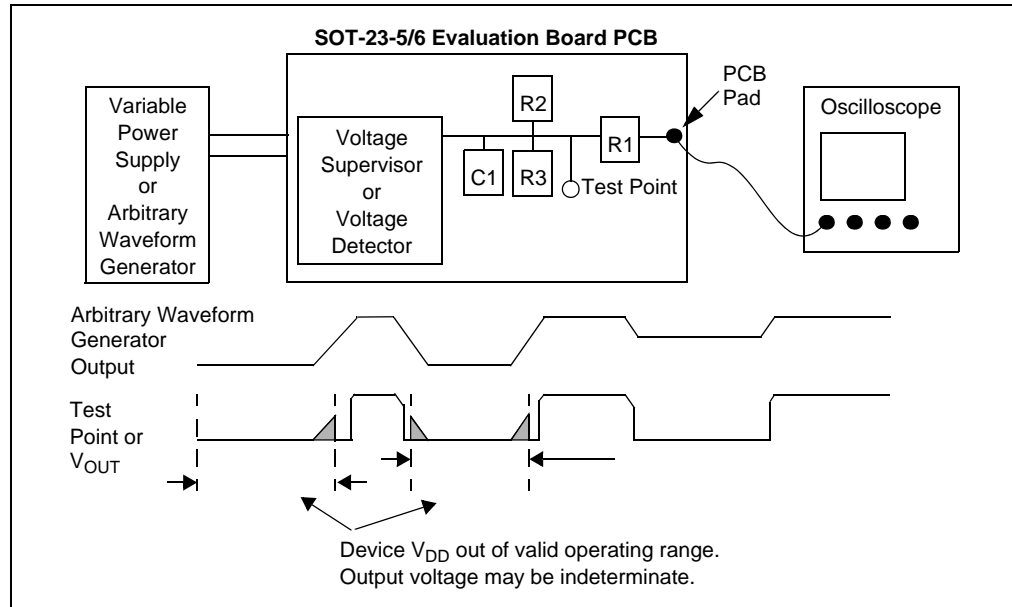 SOT-23-5/6 Evaluation Board PCB
Variable
Power
Supply
or
Arbitrary
Waveform
Generator
Voltage
Supervisor
or
Voltage
Detector
C1
R2
R3
Test Point
R1
PCB
Pad
Oscilloscope
Arbitrary Waveform
Generator
Output
Test
Point or
VOUT
Device VDD out of valid operating range.
Output voltage may be indeterminate.